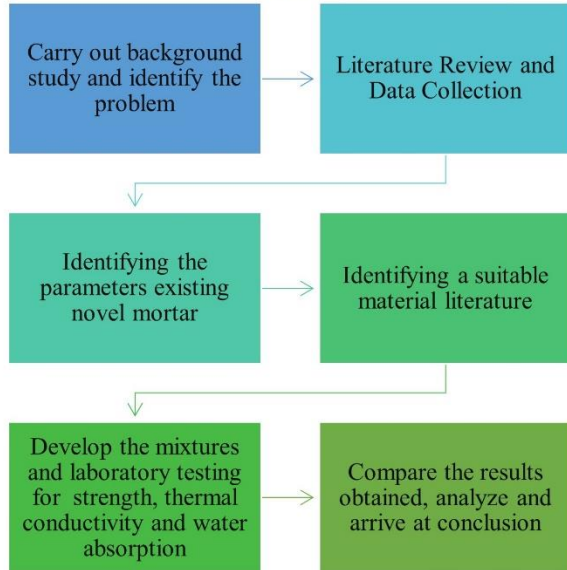 Carry out background
study and identify the
problem
Literature Review and
Data Collection
Identifying the
parameters existing
novel mortar
Identifying a suitable
material literature
Develop the mixtures
and laboratory testing
for strength, thermal
conductivity and water
absorption
Compare the results
obtained, analyze and
arrive at conclusion